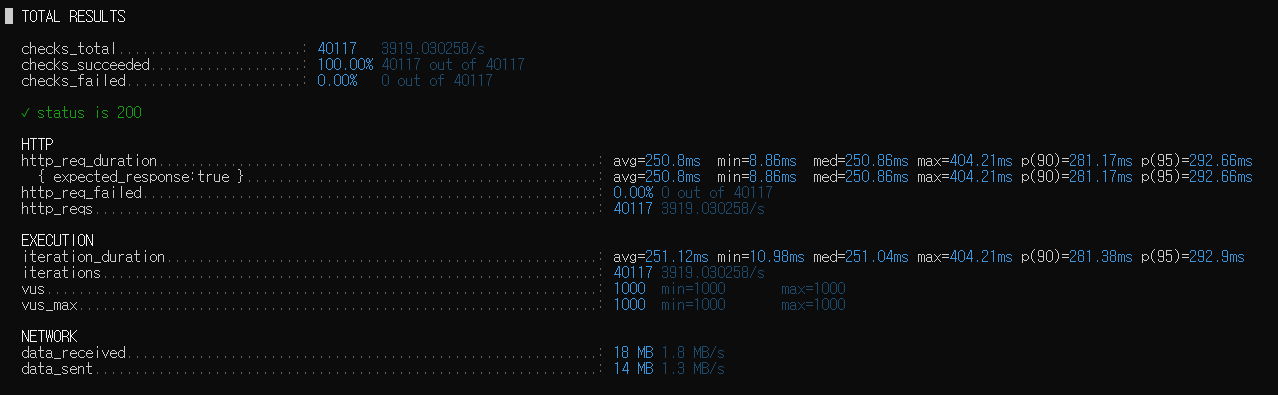 TOTAL RESULTS
checks_total.......................: 40117 3919.030258/s
checks_succeeded...................: 100.00% 40117 out of 40117
checks_failed......................: 0.00% 0 out of 40117
✓ status is 200
HTTP
http_req_duration.......................................................: avg=250.8ms min=8.86ms med=250.86ms max=404.21ms p(90)=281.17ms p(95)=292.66ms
{ expected_response:true }............................................: avg=250.8ms min=8.86ms med=250.86ms max=404.21ms p(90)=281.17ms p(95)=292.66ms
http_req_failed.........................................................: 0.00% 0 out of 40117
http_reqs...............................................................: 40117 3919.030258/s
EXECUTION
iteration_duration......................................................: avg=251.12ms min=10.98ms med=251.04ms max=404.21ms p(90)=281.38ms p(95)=292.9ms
iterations..............................................................: 40117 3919.030258/s
vus.....................................................................: 1000 min=1000 max=1000
vus_max.................................................................: 1000 min=1000 max=1000
NETWORK
data_received...........................................................: 18 MB 1.8 MB/s
data_sent...............................................................: 14 MB 1.3 MB/s